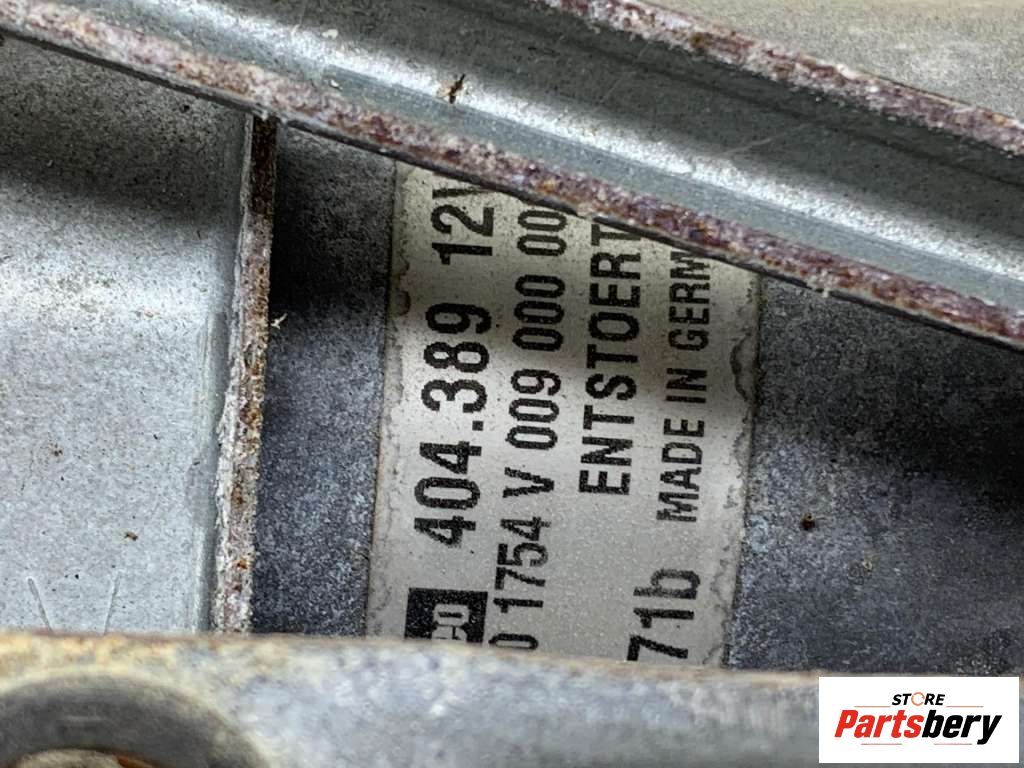 404.389 12V
0 1754 V 009 000 00
ENTSTOERT
71b MADE IN GERM
STORE
Partsbery